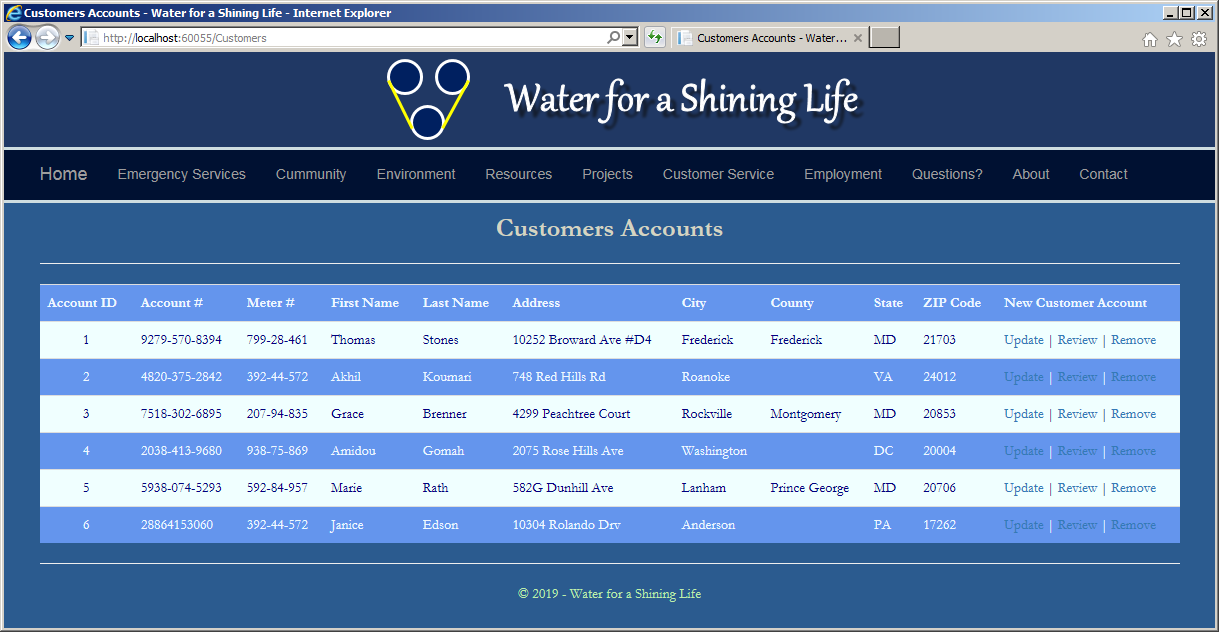 Customers Accounts - Water for a Shining Life - Internet Explorer
http://localhost:60055/Customers
Customers Accounts - Water...
Water for a Shining Life
Home Emergency Services Cummunity Environment Resources Projects Customer Service Employment Questions? About Contact
Customers Accounts
Account ID Account # Meter # First Name Last Name Address City County State ZIP Code New Customer Account
1 9279-570-8394 799-28-461 Thomas Stones 10252 Broward Ave #D4 Frederick Frederick MD 21703 Update | Review | Remove
2 4820-375-2842 392-44-572 Akhil Koumari 748 Red Hills Rd Roanoke VA 24012 Update | Review | Remove
3 7518-302-6895 207-94-835 Grace Brenner 4299 Peachtree Court Rockville Montgomery MD 20853 Update | Review | Remove
4 2038-413-9680 938-75-869 Amidou Gomah 2075 Rose Hills Ave Washington DC 20004 Update | Review | Remove
5 5938-074-5293 592-84-957 Marie Rath 582G Dunhill Ave Lanham Prince George MD 20706 Update | Review | Remove
6 28864153060 392-44-572 Janice Edson 10304 Rolando Drv Anderson PA 17262 Update | Review | Remove
© 2019 - Water for a Shining Life